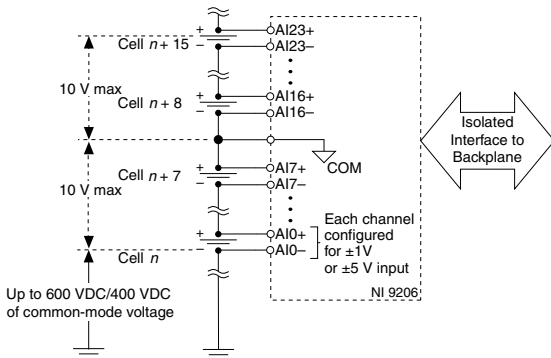 +
AI23+
Cell n + 15
–
AI23–
10 V max
+
AI16+
Cell n + 8
–
AI16–
COM
Isolated
Interface to
Backplane
+
AI7+
Cell n + 7
–
AI7–
10 V max
+
AI0+
–
AI0–
Cell n
Each channel
configured
for ±1V
or ±5 V input
NI 9206
Up to 600 VDC/400 VDC
of common-mode voltage